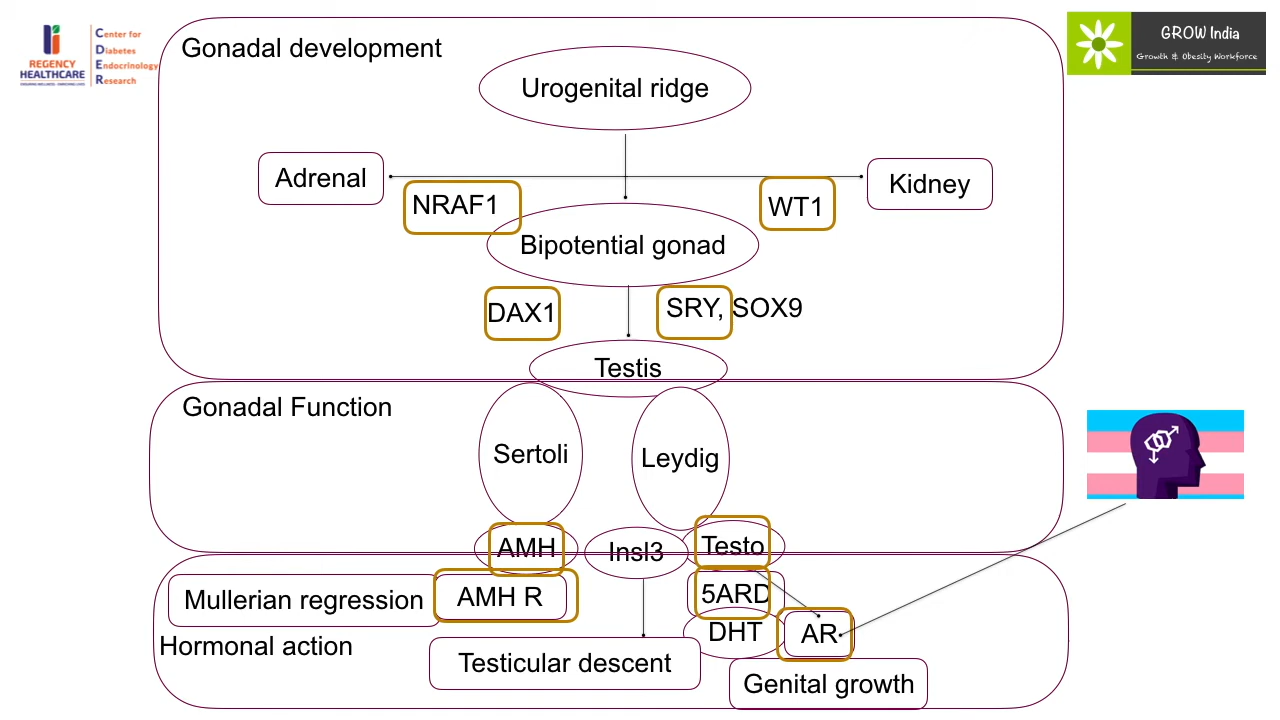 Center for
Diabetes
Endocrinology
Research
REGENCY
HEALTHCARE
Gonadal development
GROW India
Growth & Obesity Workforce
Urogenital ridge
Adrenal
Kidney
NRAF1
WT1
Bipotential gonad
DAX1
SRY, SOX9
Testis
Gonadal Function
Sertoli
Leydig
AMH
Insl3
Testo
Mullerian regression
AMH R
5ARD
Hormonal action
DHT
AR
Testicular descent
Genital growth